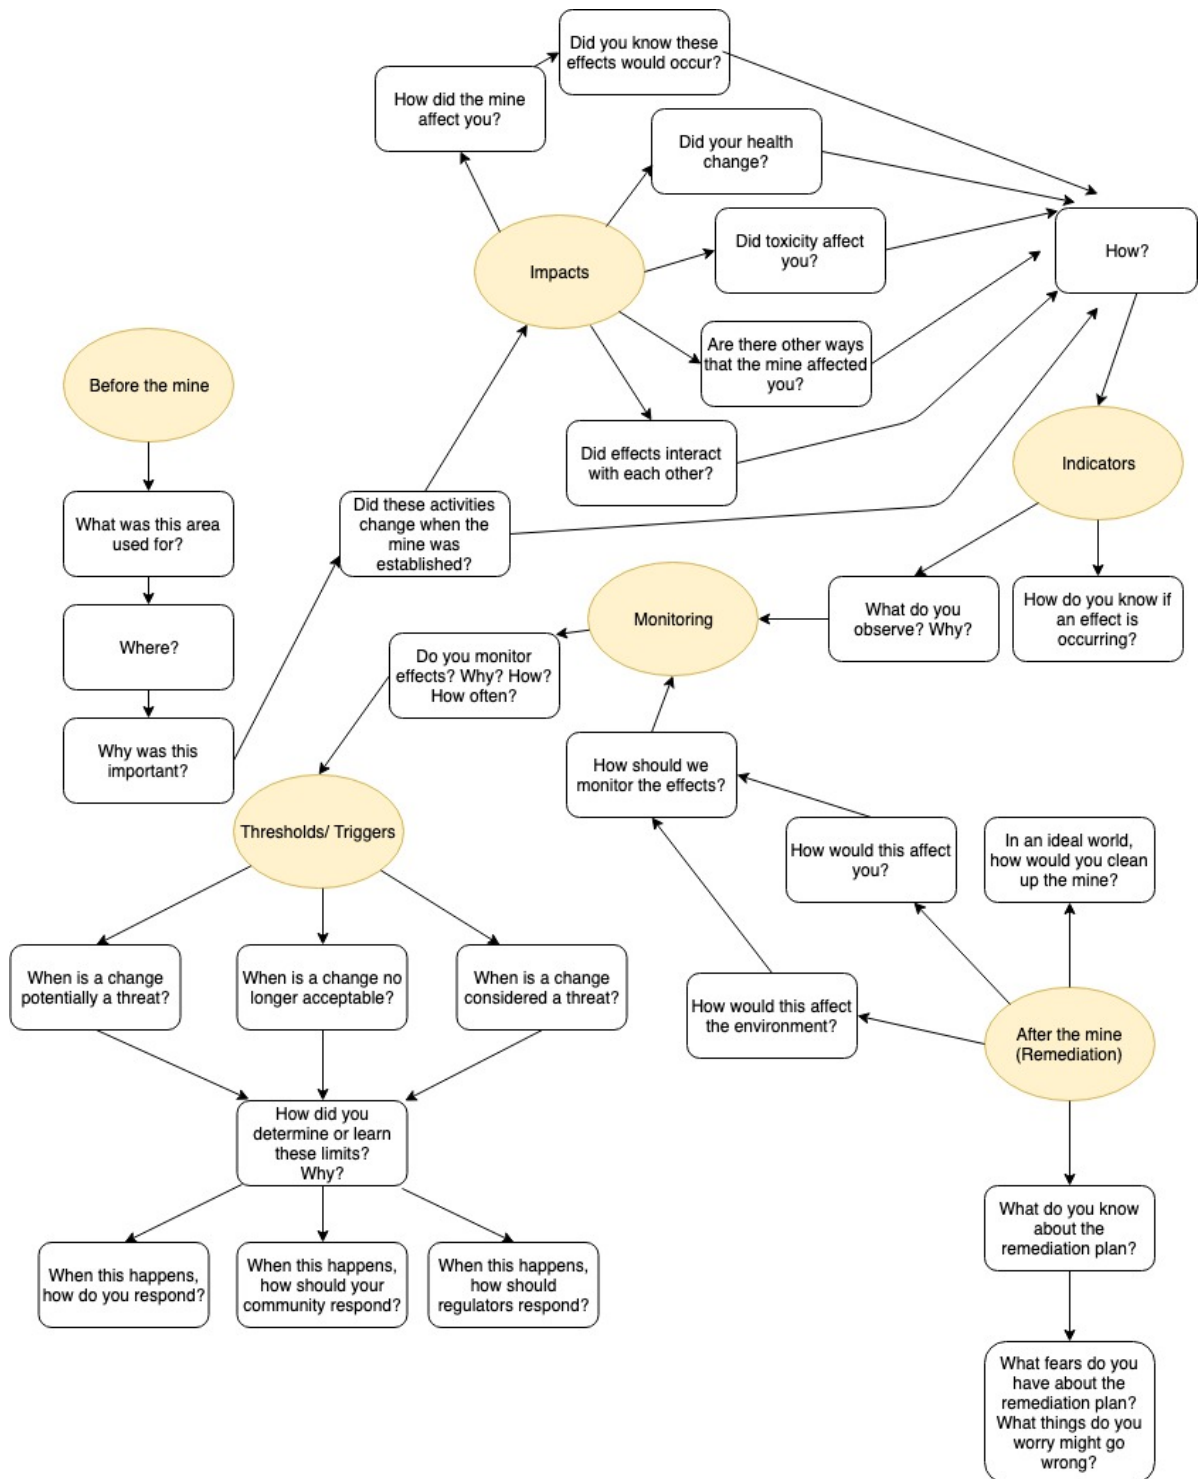 Did you know these
effects would occur?
How did the mine
affect you?
Did your health
change?
Did toxicity affect
you?
How?
Impacts
Are there other ways
that the mine affected
you?
Before the mine
Did effects interact
with each other?
Indicators
What was this area
used for?
Did these activities
change when the
mine was
established?
What do you
observe? Why?
How do you know if
an effect is
occurring?
Monitoring
Where?
Do you monitor
effects? Why? How?
How often?
Why was this
important?
How should we
monitor the effects?
Thresholds/ Triggers
How would this affect
you?
In an ideal world,
how would you clean
up the mine?
When is a change
potentially a threat?
When is a change no
longer acceptable?
When is a change
considered a threat?
How would this affect
the environment?
After the mine
(Remediation)
How did you
determine or learn
these limits?
Why?
What do you know
about the
remediation plan?
When this happens,
how do you respond?
When this happens,
how should your
community respond?
When this happens,
how should
regulators respond?
What fears do you
have about the
remediation plan?
What things do you
worry might go
wrong?